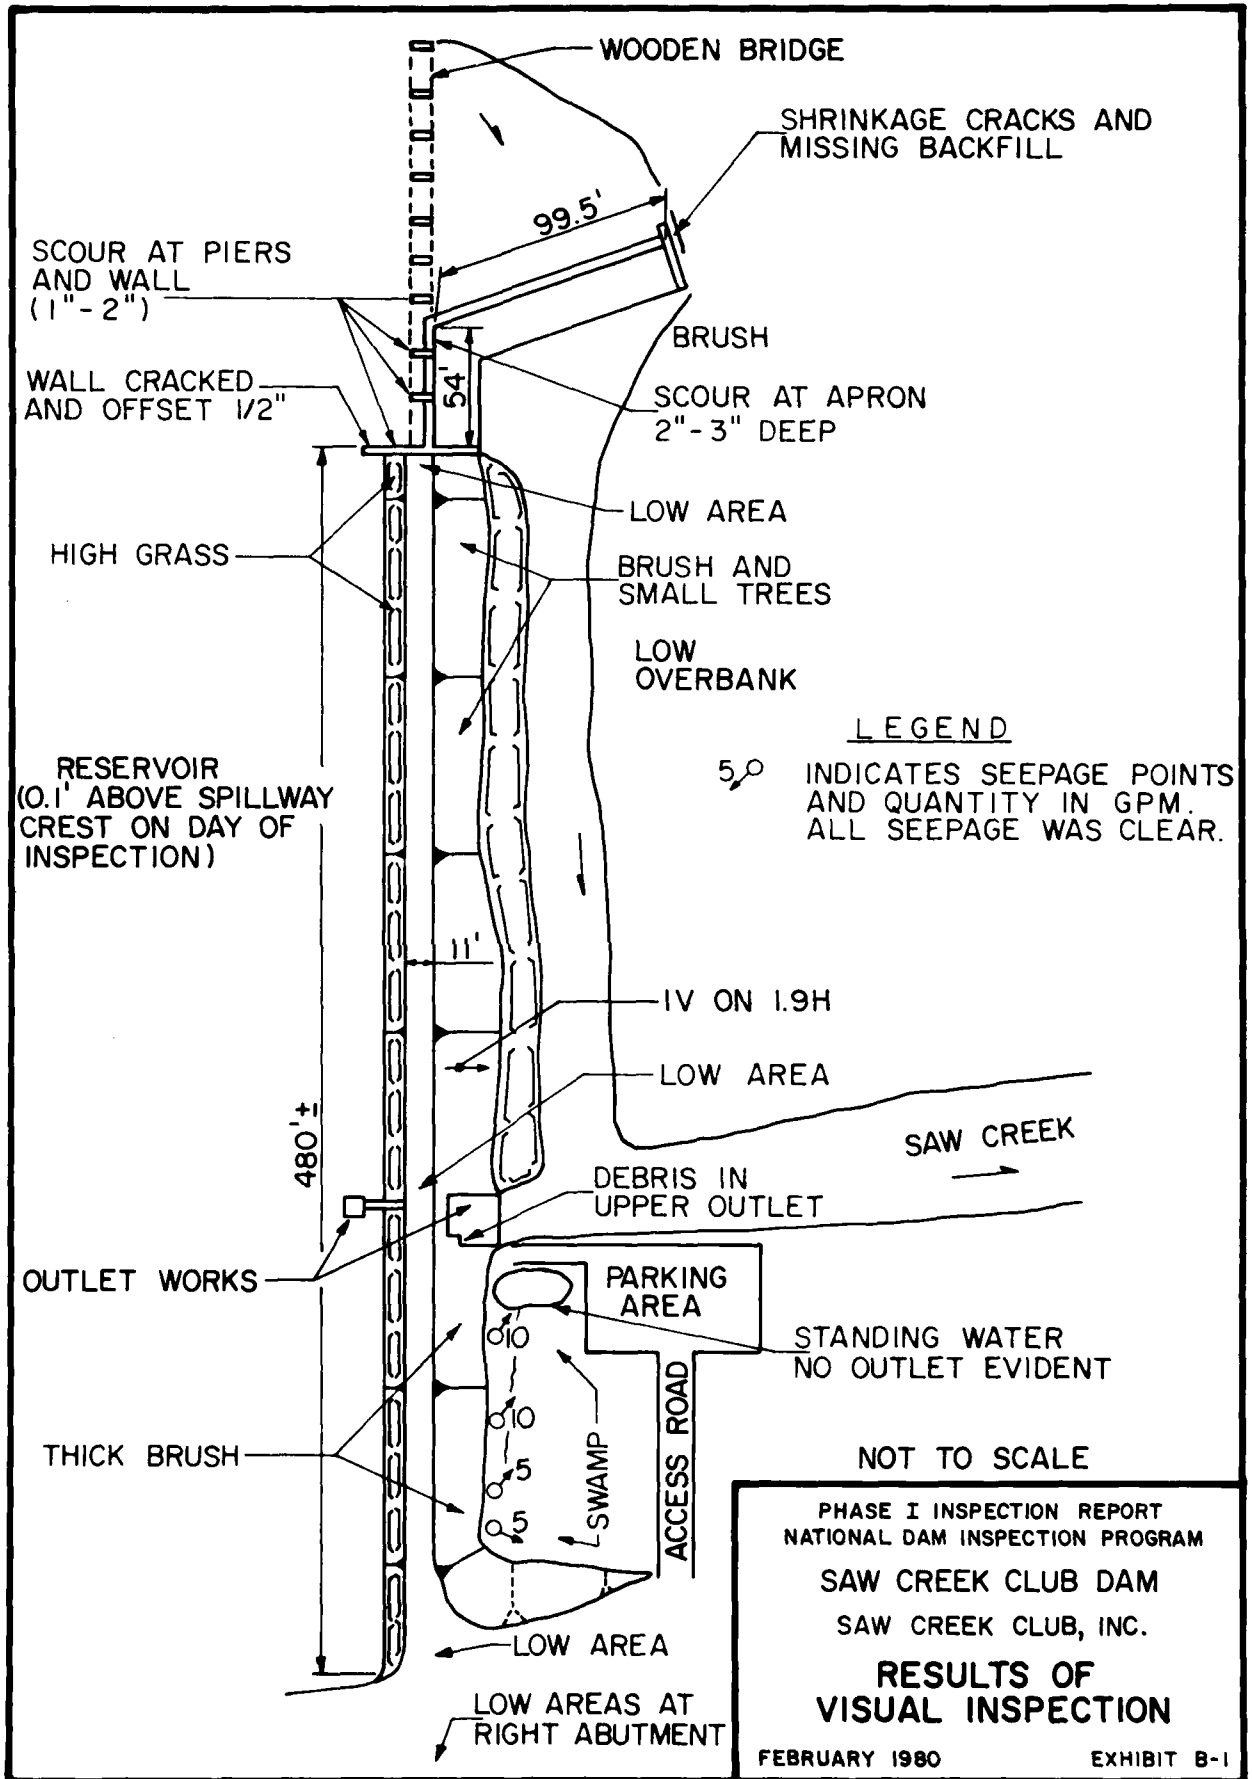 WOODEN BRIDGE
SHRINKAGE CRACKS AND
MISSING BACKFILL
99.5'
SCOUR AT PIERS
AND WALL
(1"-2")
BRUSH
54'
WALL CRACKED
AND OFFSET 1/2"
SCOUR AT APRON
2"-3" DEEP
LOW AREA
HIGH GRASS
BRUSH AND
SMALL TREES
LOW
OVERBANK
LEGEND
5
INDICATES SEEPAGE POINTS
AND QUANTITY IN GPM.
ALL SEEPAGE WAS CLEAR.
RESERVOIR
(0.1' ABOVE SPILLWAY
CREST ON DAY OF
INSPECTION)
11'
1V ON 1.9H
LOW AREA
480'±
SAW CREEK
DEBRIS IN
UPPER OUTLET
OUTLET WORKS
PARKING
AREA
10
STANDING WATER
NO OUTLET EVIDENT
10
THICK BRUSH
5
5
SWAMP
ACCESS ROAD
NOT TO SCALE
LOW AREA
LOW AREAS AT
RIGHT ABUTMENT
PHASE I INSPECTION REPORT
NATIONAL DAM INSPECTION PROGRAM
SAW CREEK CLUB DAM
SAW CREEK CLUB, INC.
RESULTS OF
VISUAL INSPECTION
FEBRUARY 1980
EXHIBIT B-1